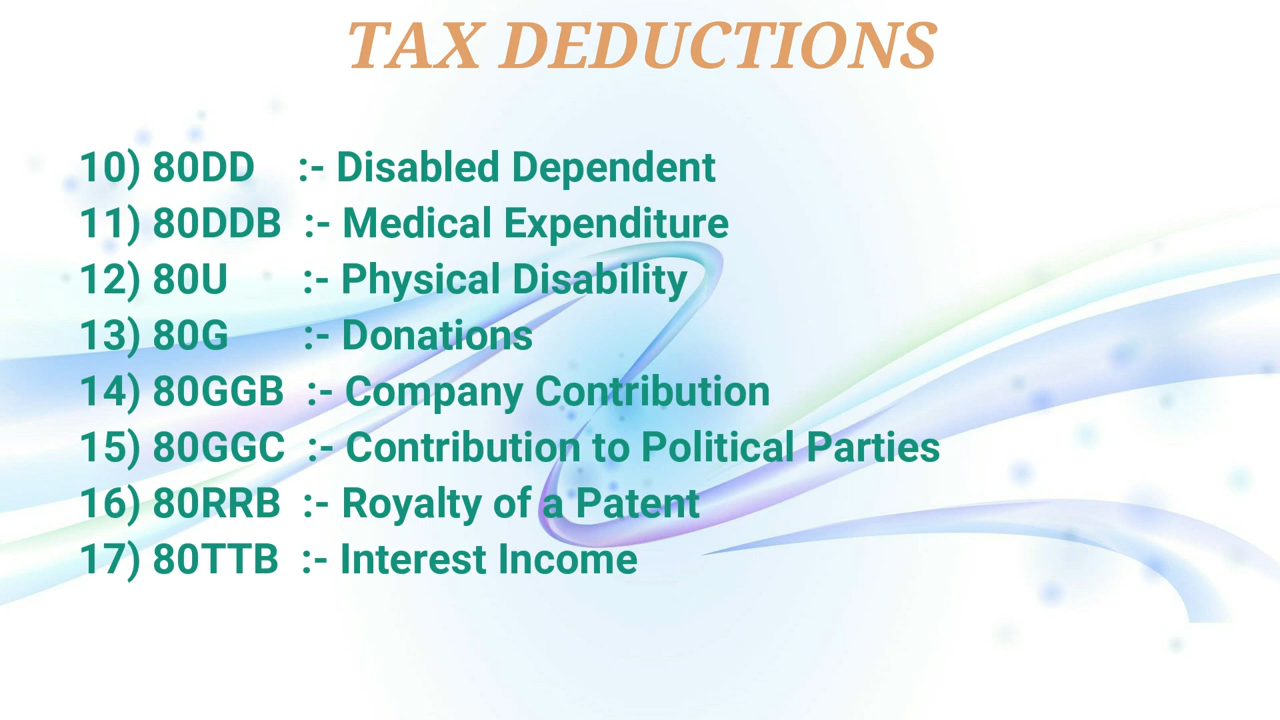 TAX DEDUCTIONS
10) 80DD :- Disabled Dependent
11) 80DDB :- Medical Expenditure
12) 80U :- Physical Disability
13) 80G :- Donations
14) 80GGB :- Company Contribution
15) 80GGC :- Contribution to Political Parties
16) 80RRB :- Royalty of a Patent
17) 80TTB :- Interest Income